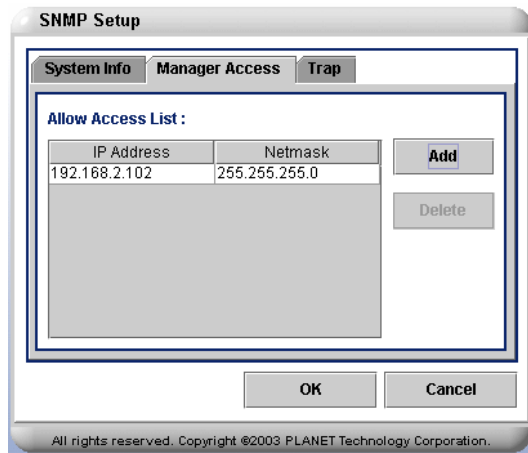 SNMP Setup
System Info Manager Access Trap
Allow Access List :
IP Address Netmask Add
192.168.2.102 255.255.255.0
Delete
OK Cancel
All rights reserved. Copyright ©2003 PLANET Technology Corporation.